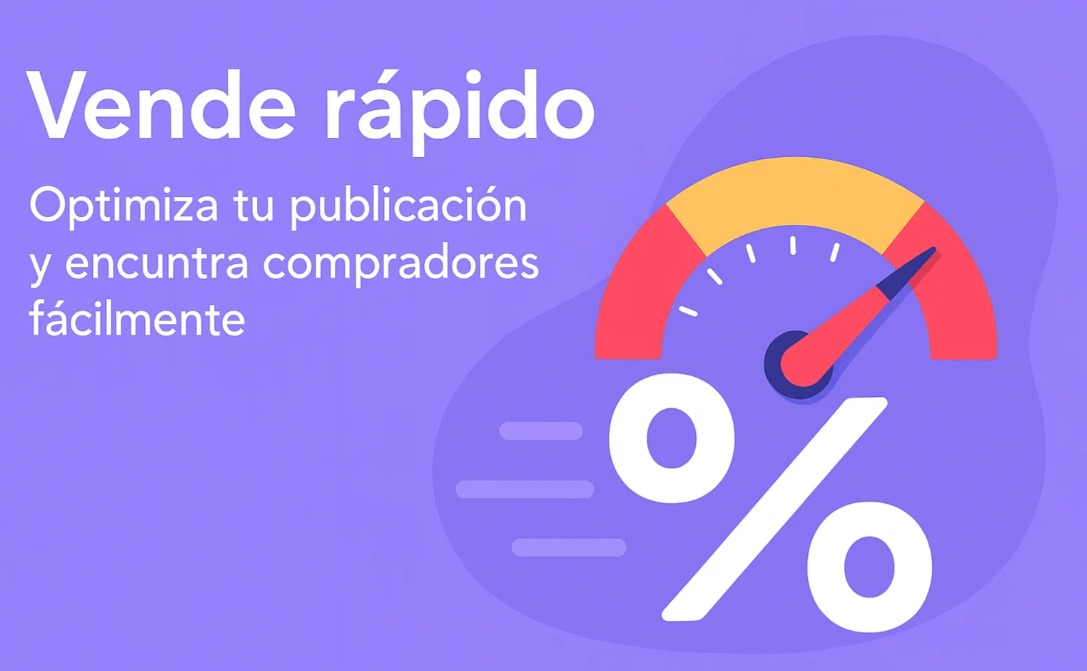 Vende rápido
Optimiza tu publicación
y encuntra compradores
fácilmente
%